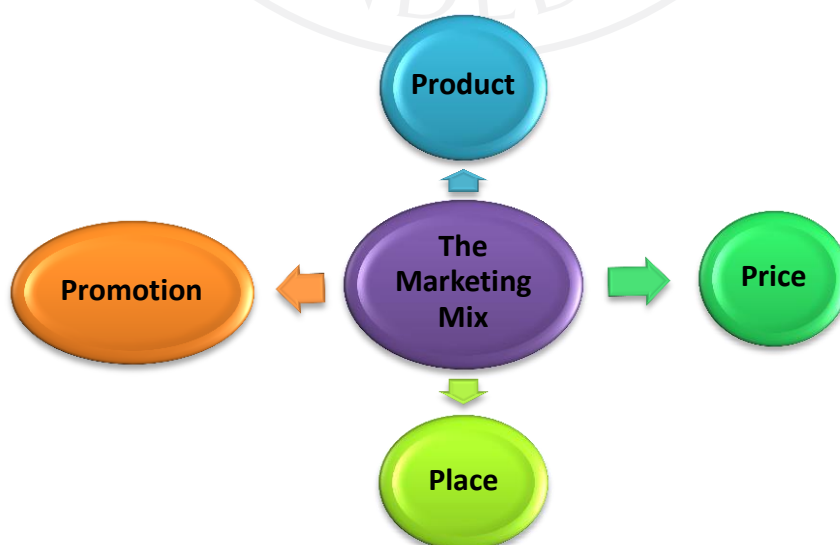 Product
The
Marketing
Mix
Promotion
Price
Place